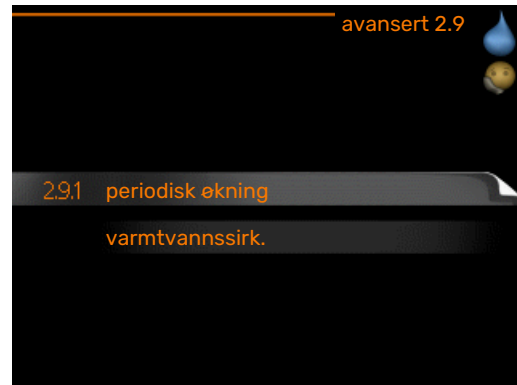 avansert 2.9
2.9.1 periodisk økning
varmtvannssirk.